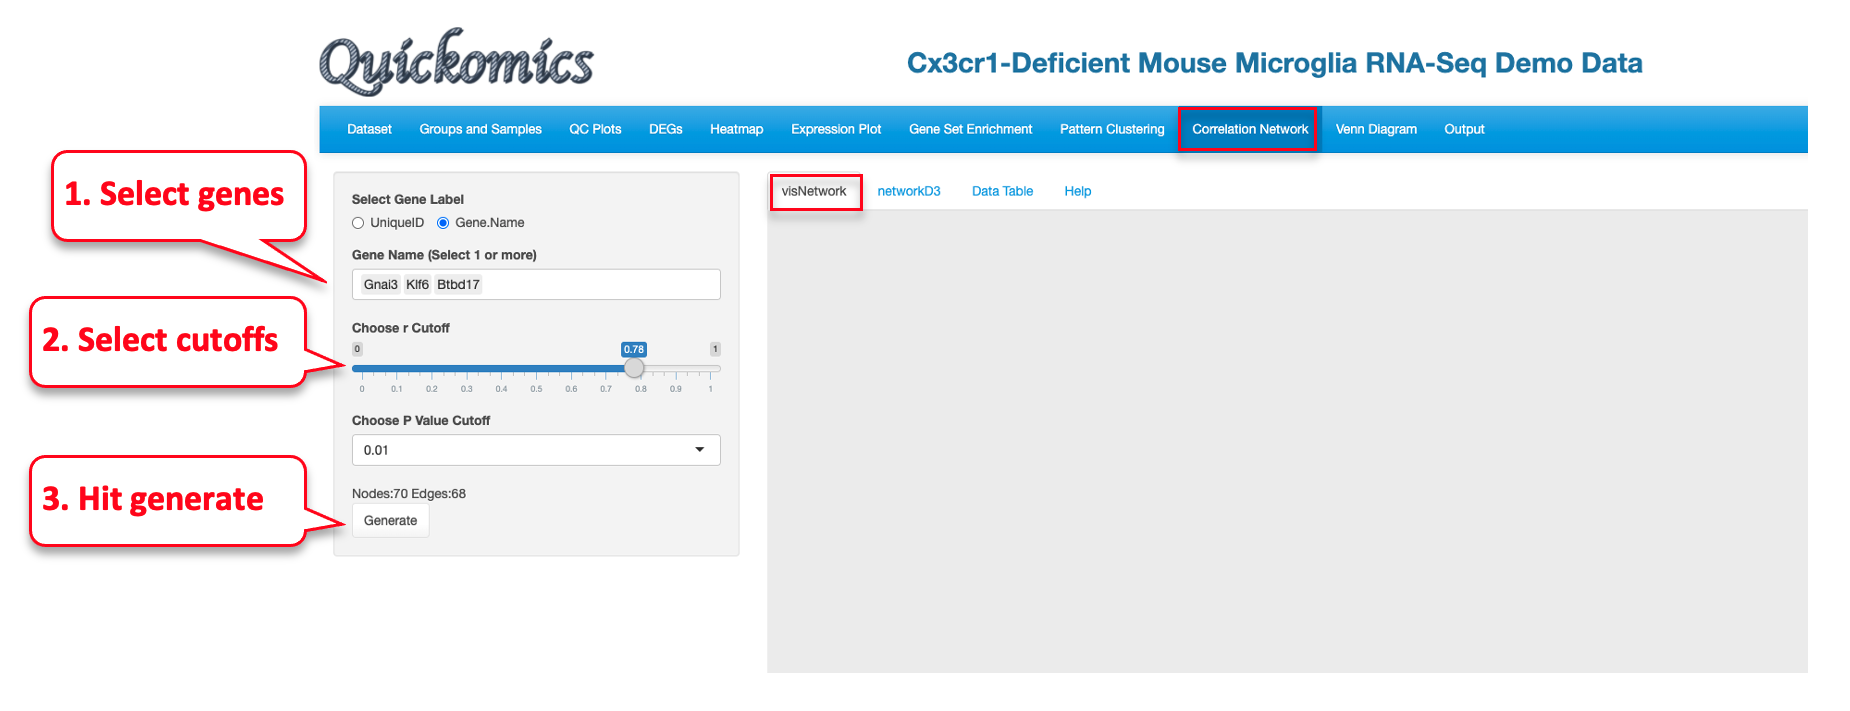 Quickomics
Cx3cr1-Deficient Mouse Microglia RNA-Seq Demo Data
Dataset Groups and Samples QC Plots DEGs Heatmap Expression Plot Gene Set Enrichment Pattern Clustering Correlation Network Venn Diagram Output
1. Select genes
2. Select cutoffs
3. Hit generate
Select Gene Label
UniqueID Gene.Name
Gene Name (Select 1 or more)
Gnai3 Klf6 Btbd17
Choose r Cutoff
0 0.78 1
0 0.1 0.2 0.3 0.4 0.5 0.6 0.7 0.8 0.9 1
Choose P Value Cutoff
0.01
Nodes:70 Edges:68
Generate
visNetwork networkD3 Data Table Help